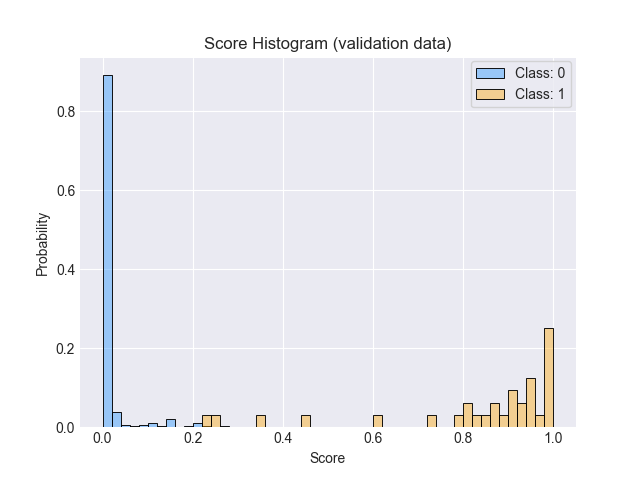 Score Histogram (validation data)
Class: 0
Class: 1
0.8
0.6
0.4
0.2
0.0
Probability
0.0 0.2 0.4 0.6 0.8 1.0
Score